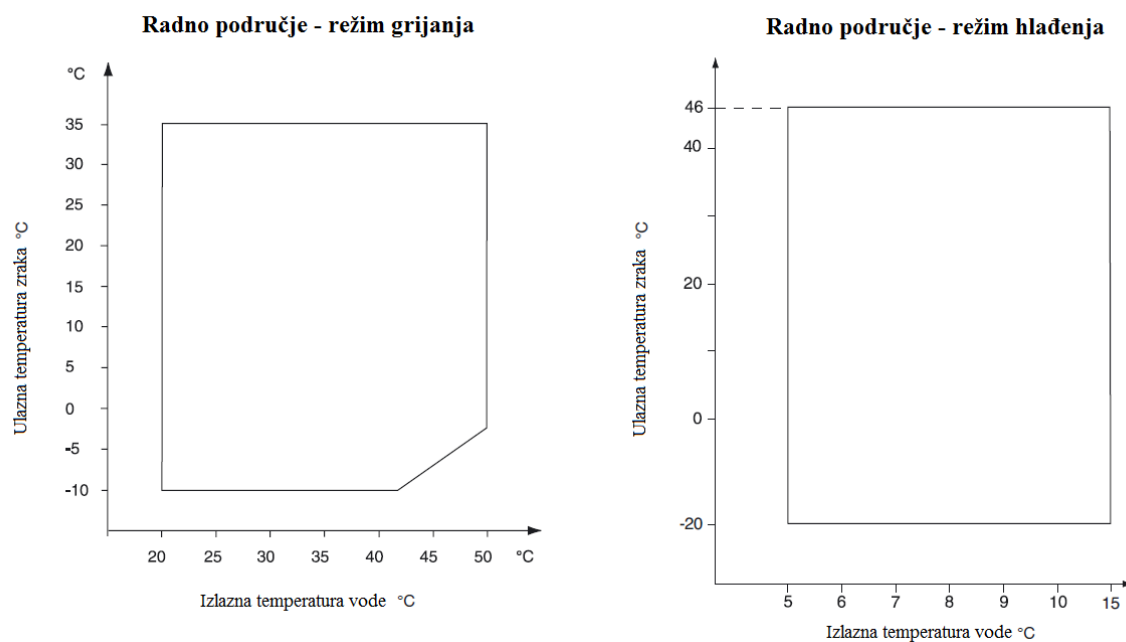 Radno područje - režim grijanja
°C
35
30
25
20
15
10
5
0
-5
-10
Ulazna temperatura zraka °C
20 25 30 35 40 45 50 °C
Izlazna temperatura vode °C
Radno područje - režim hlađenja
46
40
20
0
-20
Ulazna temperatura zraka °C
5 6 7 8 9 10 15
Izlazna temperatura vode °C